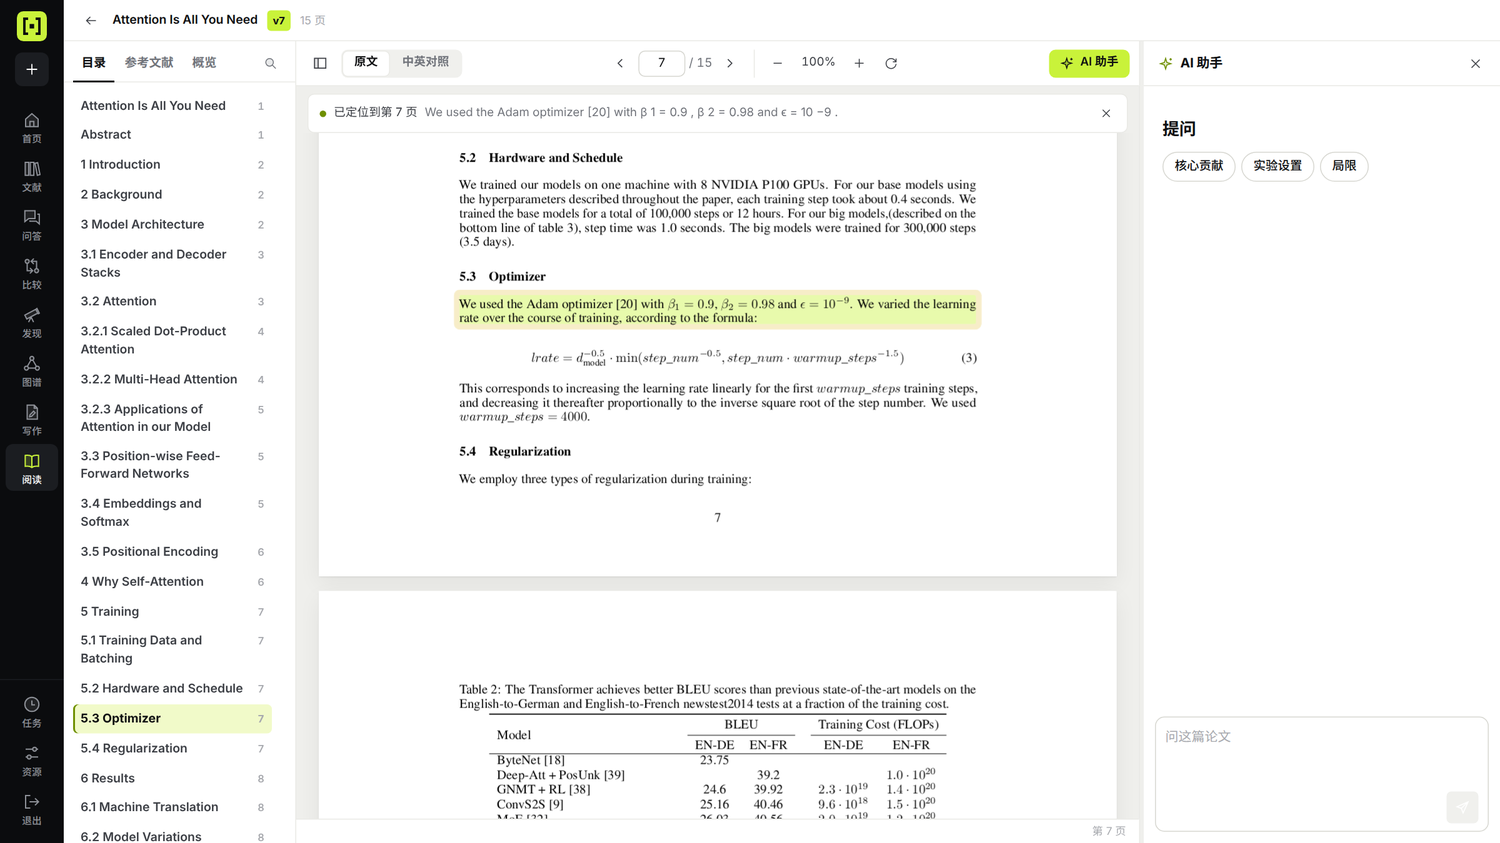 Attention Is All You Need v7 15 页
首页
文献
问答
比较
发现
图谱
写作
阅读
任务
资源
退出
目录 参考文献 概览
Attention Is All You Need 1
Abstract 1
1 Introduction 2
2 Background 2
3 Model Architecture 2
3.1 Encoder and Decoder 3
Stacks
3.2 Attention 3
3.2.1 Scaled Dot-Product 4
Attention
3.2.2 Multi-Head Attention 4
3.2.3 Applications of 5
Attention in our Model
3.3 Position-wise Feed- 5
Forward Networks
3.4 Embeddings and 5
Softmax
3.5 Positional Encoding 6
4 Why Self-Attention 6
5 Training 7
5.1 Training Data and 7
Batching
5.2 Hardware and Schedule 7
5.3 Optimizer 7
5.4 Regularization 7
6 Results 8
6.1 Machine Translation 8
6.2 Model Variations 8
原文 中英对照 7 / 15 100% AI 助手
已定位到第 7 页 We used the Adam optimizer [20] with β 1 = 0.9 , β 2 = 0.98 and ϵ = 10 −9 .
5.2 Hardware and Schedule
We trained our models on one machine with 8 NVIDIA P100 GPUs. For our base models using
the hyperparameters described throughout the paper, each training step took about 0.4 seconds. We
trained the base models for a total of 100,000 steps or 12 hours. For our big models,(described on the
bottom line of table 3), step time was 1.0 seconds. The big models were trained for 300,000 steps
(3.5 days).
5.3 Optimizer
We used the Adam optimizer [20] with β₁ = 0.9, β₂ = 0.98 and ϵ = 10⁻⁹. We varied the learning
rate over the course of training, according to the formula:
lrate = d_model^−0.5 · min(step_num^−0.5, step_num · warmup_steps^−1.5) (3)
This corresponds to increasing the learning rate linearly for the first warmup_steps training steps,
and decreasing it thereafter proportionally to the inverse square root of the step number. We used
warmup_steps = 4000.
5.4 Regularization
We employ three types of regularization during training:
7
Table 2: The Transformer achieves better BLEU scores than previous state-of-the-art models on the
English-to-German and English-to-French newstest2014 tests at a fraction of the training cost.
Model BLEU Training Cost (FLOPs)
EN-DE EN-FR EN-DE EN-FR
ByteNet [18] 23.75
Deep-Att + PosUnk [39] 39.2 1.0 · 10²⁰
GNMT + RL [38] 24.6 39.92 2.3 · 10¹⁹ 1.4 · 10²⁰
ConvS2S [9] 25.16 40.46 9.6 · 10¹⁸ 1.5 · 10²⁰
第 7 页
AI 助手
提问
核心贡献 实验设置 局限
问这篇论文